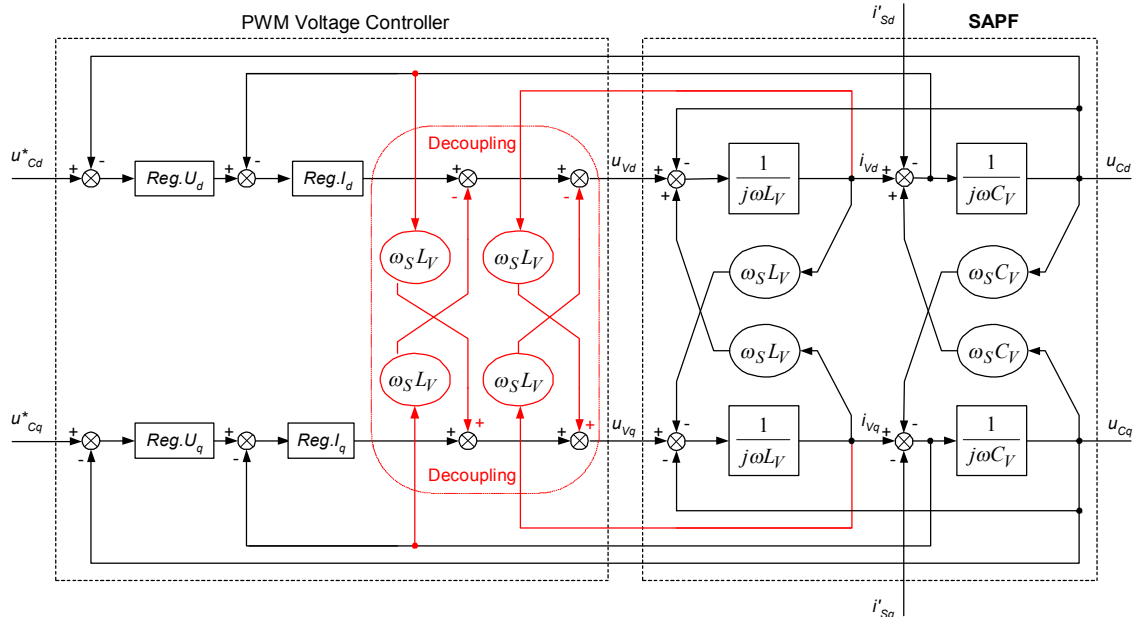 PWM Voltage Controller
i'Sd
SAPF
Decoupling
u*Cd
+
-
Reg.Ud
+
-
Reg.Id
+
-
+
-
uVd
+
-
+
1
jωLV
iVd
+
-
+
1
jωCV
uCd
ωSLV
ωSLV
ωSLV
ωSCV
ωSLV
ωSLV
ωSLV
ωSCV
u*Cq
+
-
Reg.Uq
+
-
Reg.Iq
+
+
+
+
uVq
+
-
-
1
jωLV
iVq
+
-
-
1
jωCV
uCq
Decoupling
i'Sq